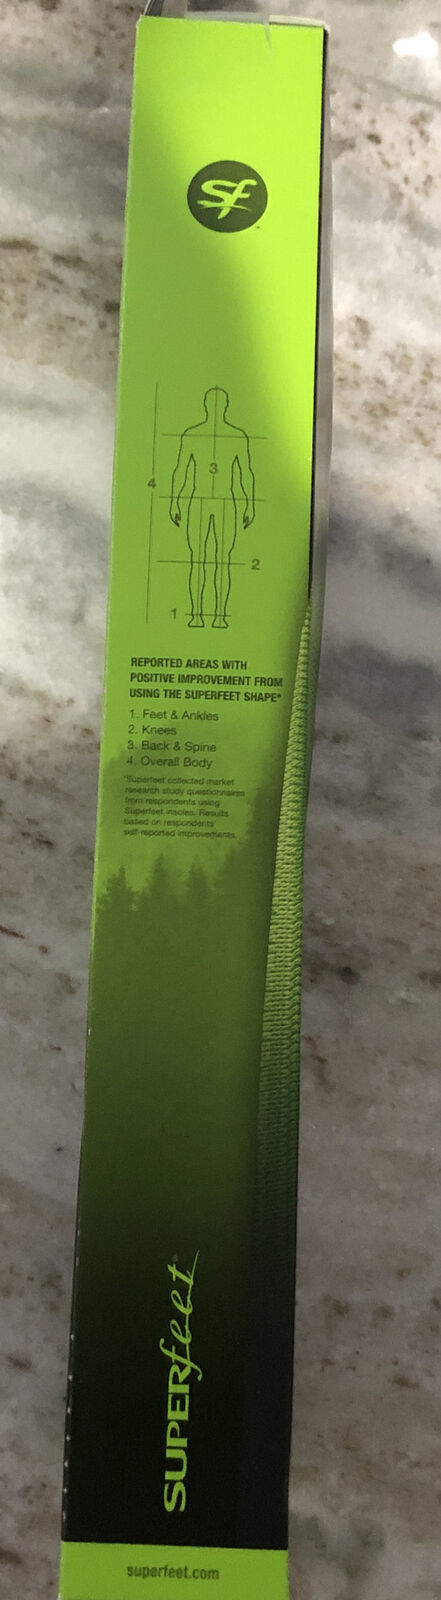 SF
™
3
4
2
1
REPORTED AREAS WITH
POSITIVE IMPROVEMENT FROM
USING THE SUPERFEET SHAPE*
1. Feet & Ankles
2. Knees
3. Back & Spine
4. Overall Body
*Superfeet collected market
research study questionnaires
from respondents using
Superfeet insoles. Results
based on respondents'
self-reported improvements.
SUPERfeet®
superfeet.com